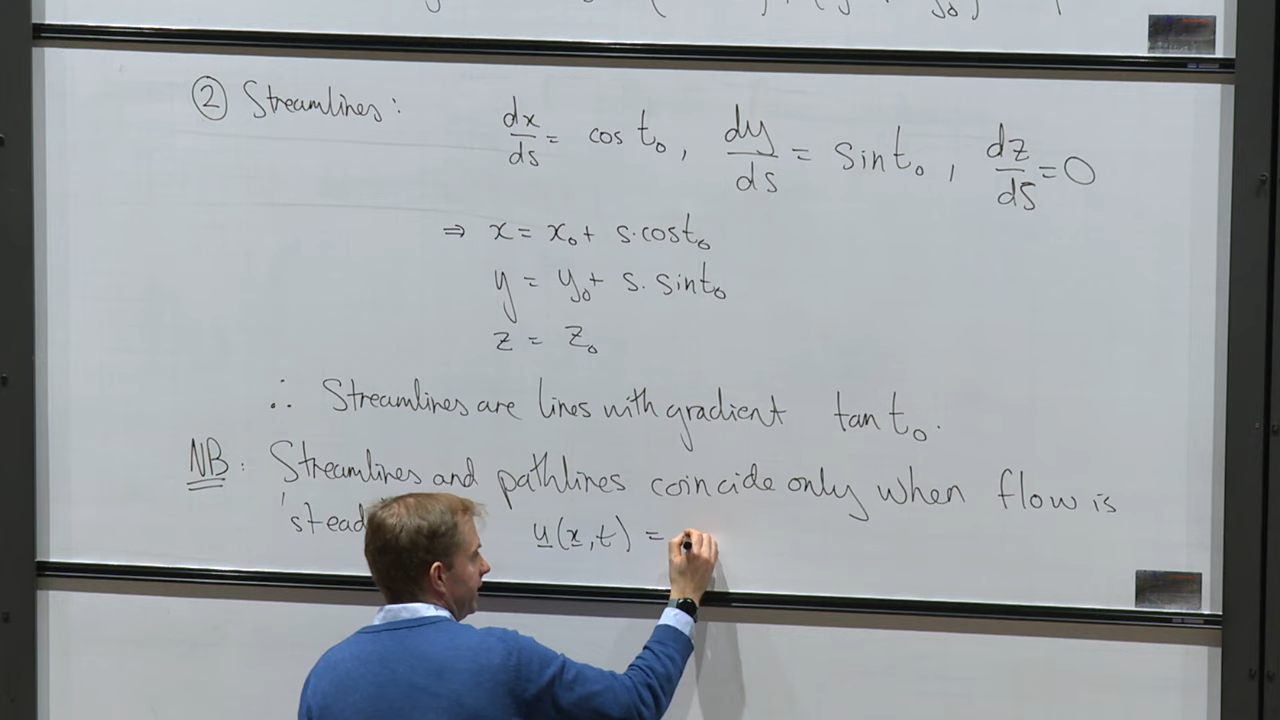 ② Streamlines: dx/ds = cos t₀, dy/ds = sin t₀, dz/ds = 0
⇒ x = x₀ + s.cos t₀
y = y₀ + s. sin t₀
z = z₀
∴ Streamlines are lines with gradient tan t₀.
NB: Streamlines and pathlines coincide only when flow is
u(x,t) =